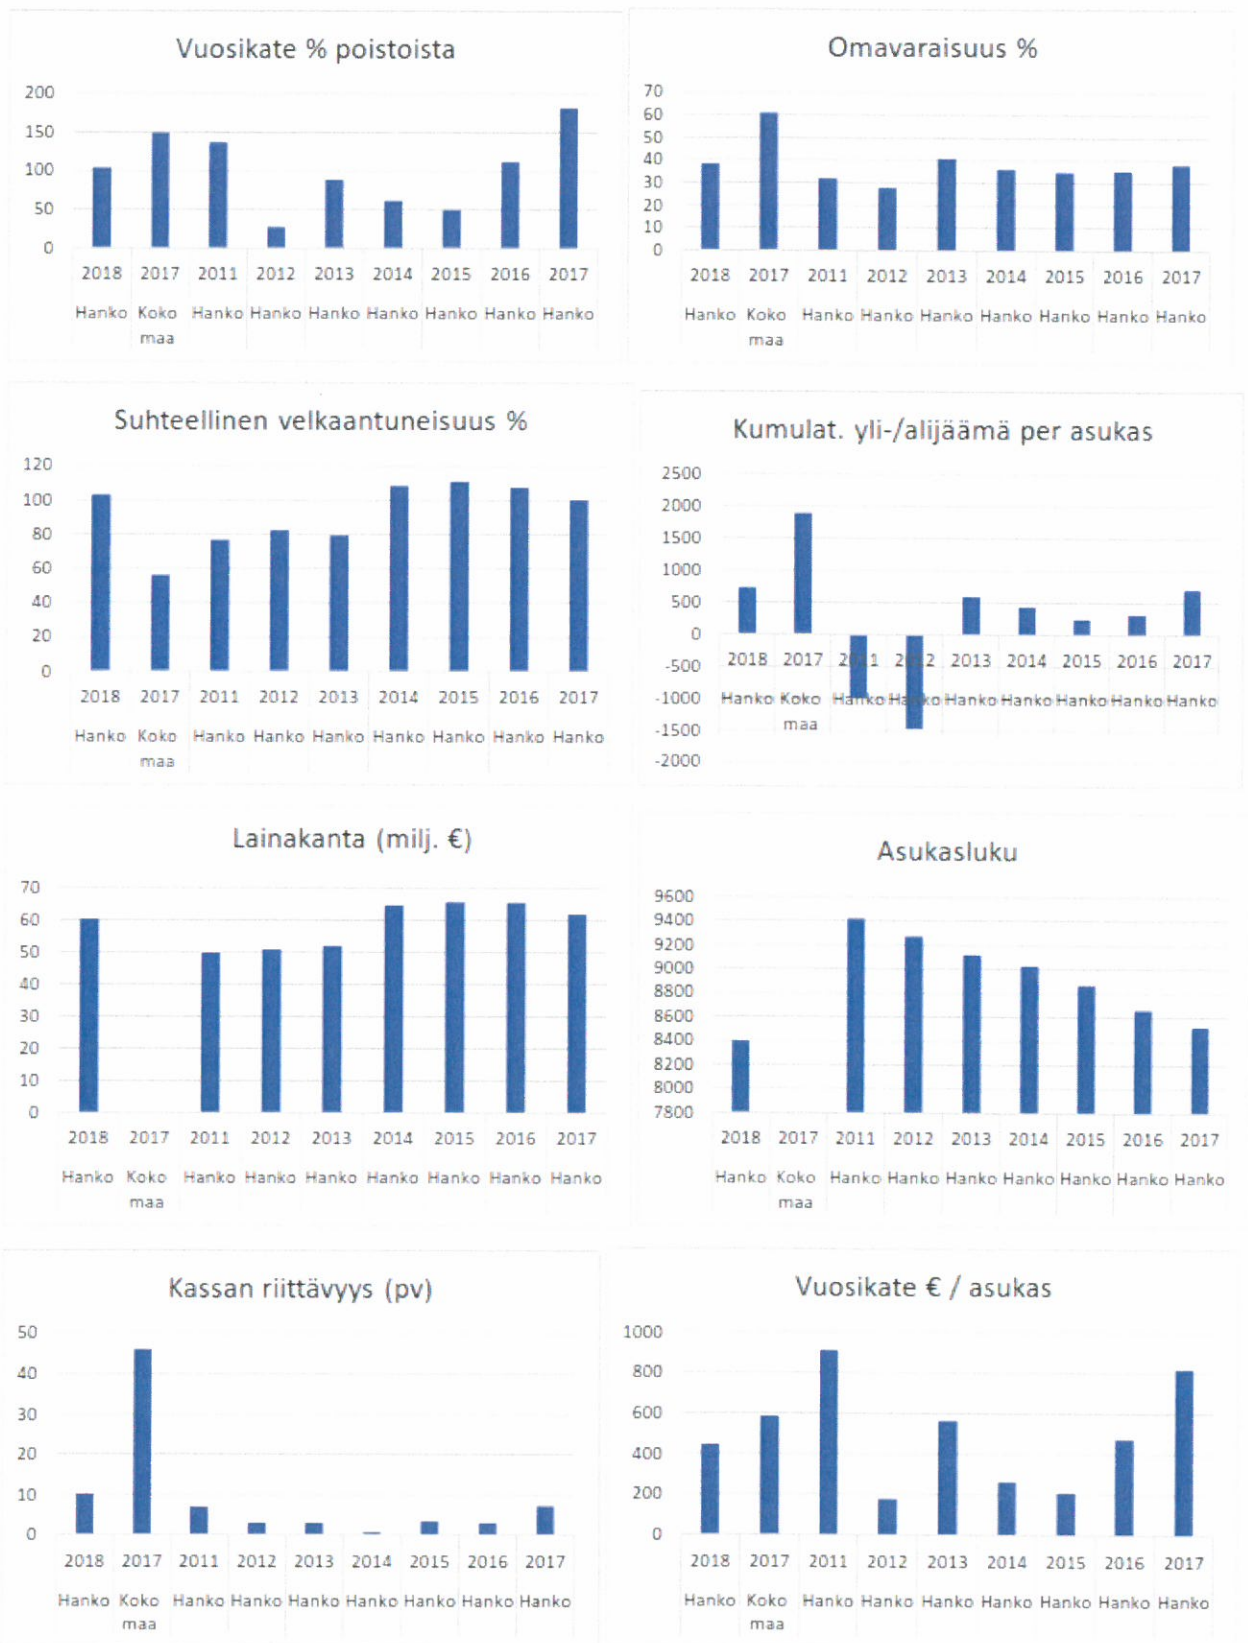 Vuosikate % poistoista
200
150
100
50
0
2018 2017 2011 2012 2013 2014 2015 2016 2017
Hanko Koko Hanko Hanko Hanko Hanko Hanko Hanko Hanko
maa
Omavaraisuus %
70
60
50
40
30
20
10
0
2018 2017 2011 2012 2013 2014 2015 2016 2017
Hanko Koko Hanko Hanko Hanko Hanko Hanko Hanko Hanko
maa
Suhteellinen velkaantuneisuus %
120
100
80
60
40
20
0
2018 2017 2011 2012 2013 2014 2015 2016 2017
Hanko Koko Hanko Hanko Hanko Hanko Hanko Hanko Hanko
maa
Kumulat. yli-/alijäämä per asukas
2500
2000
1500
1000
500
0
-500
-1000
-1500
-2000
2018 2017 2011 2012 2013 2014 2015 2016 2017
Hanko Koko Hanko Hanko Hanko Hanko Hanko Hanko Hanko
maa
Lainakanta (milj. €)
70
60
50
40
30
20
10
0
2018 2017 2011 2012 2013 2014 2015 2016 2017
Hanko Koko Hanko Hanko Hanko Hanko Hanko Hanko Hanko
maa
Asukasluku
9600
9400
9200
9000
8800
8600
8400
8200
8000
7800
2018 2017 2011 2012 2013 2014 2015 2016 2017
Hanko Koko Hanko Hanko Hanko Hanko Hanko Hanko Hanko
maa
Kassan riittävyys (pv)
50
40
30
20
10
0
2018 2017 2011 2012 2013 2014 2015 2016 2017
Hanko Koko Hanko Hanko Hanko Hanko Hanko Hanko Hanko
maa
Vuosikate € / asukas
1000
800
600
400
200
0
2018 2017 2011 2012 2013 2014 2015 2016 2017
Hanko Koko Hanko Hanko Hanko Hanko Hanko Hanko Hanko
maa